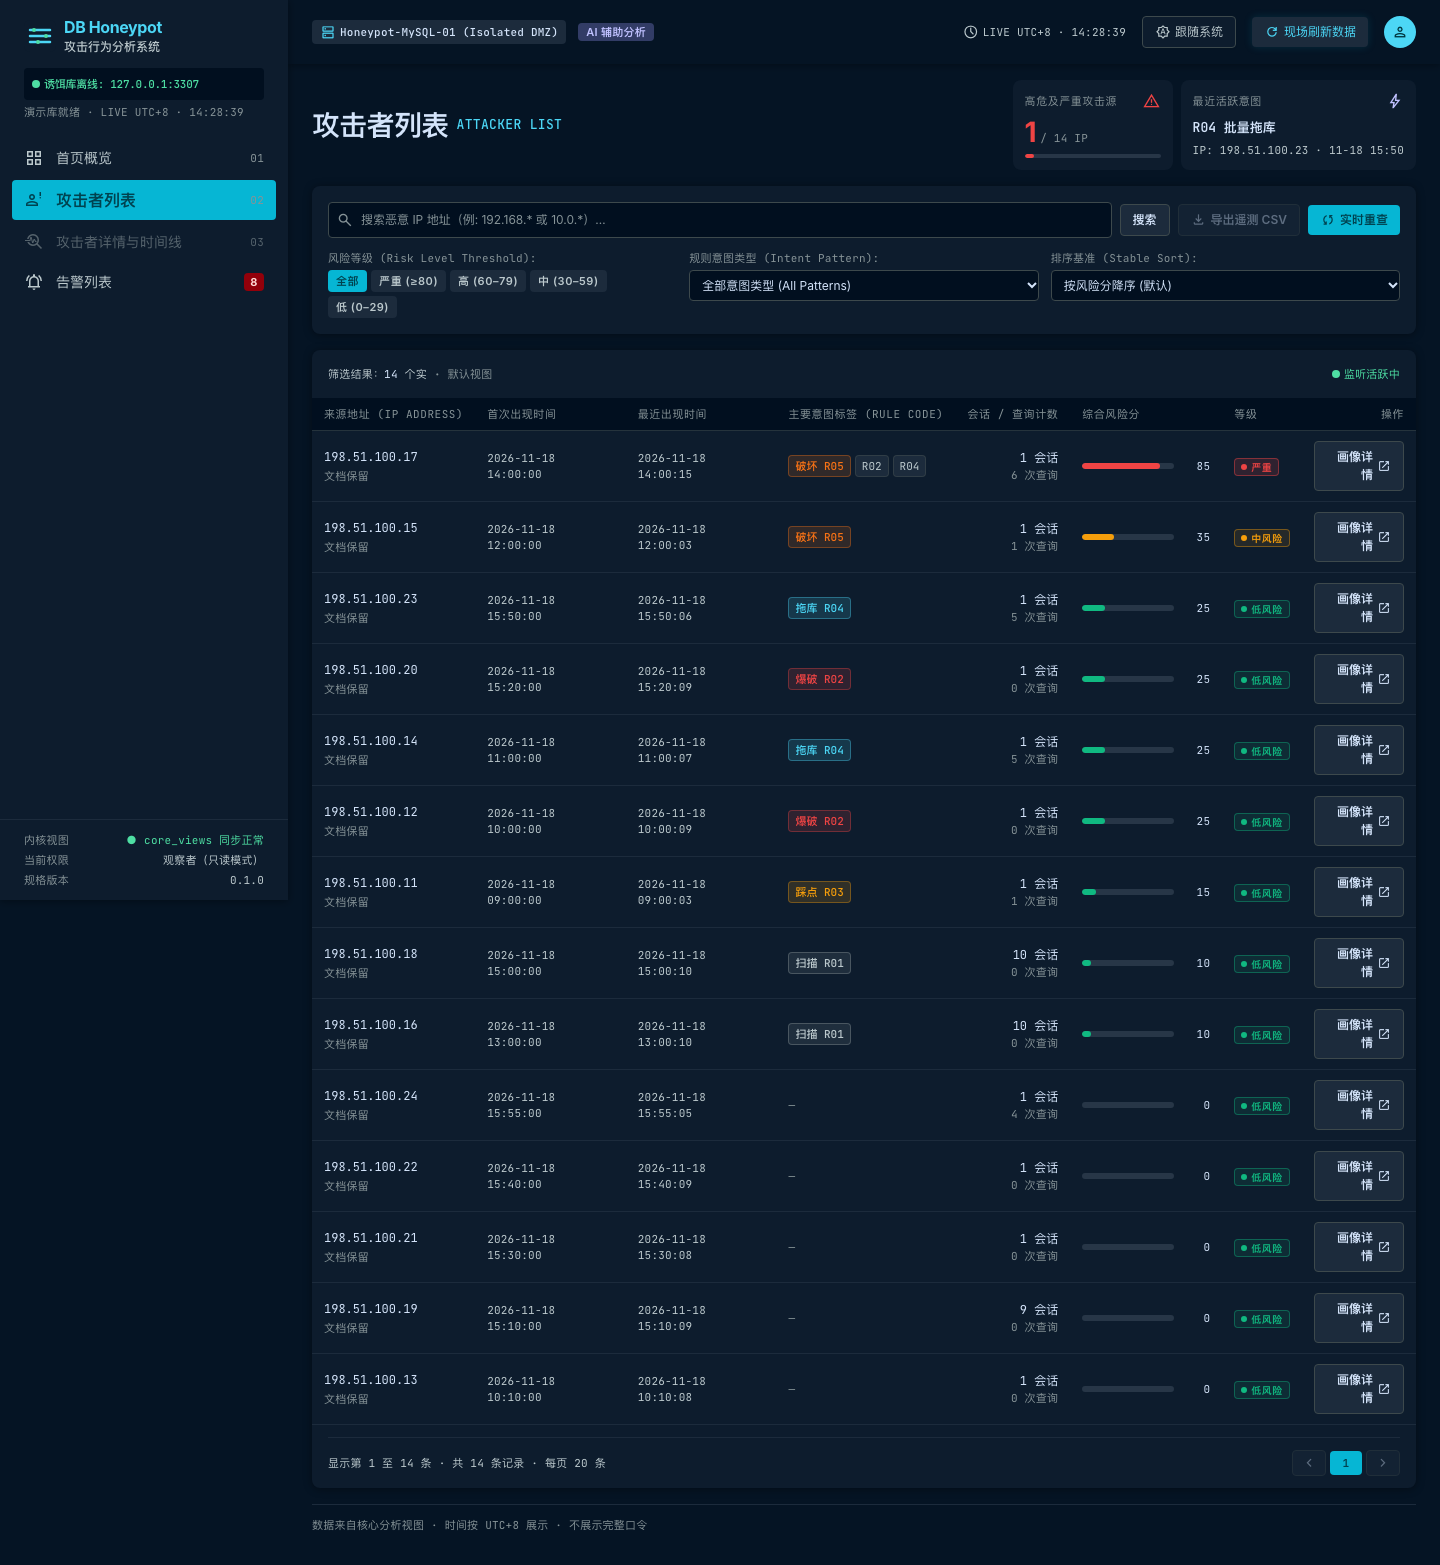 DB Honeypot
攻击行为分析系统
诱饵库离线: 127.0.0.1:3307
演示库就绪 · LIVE UTC+8 · 14:28:39
首页概览 01
攻击者列表 02
攻击者详情与时间线 03
告警列表 8
内核视图 core_views 同步正常
当前权限 观察者 (只读模式)
规格版本 0.1.0
Honeypot-MySQL-01 (Isolated DMZ) AI 辅助分析
LIVE UTC+8 · 14:28:39 跟随系统 现场刷新数据
攻击者列表 ATTACKER LIST
高危及严重攻击源
1 / 14 IP
最近活跃意图
R04 批量拖库
IP: 198.51.100.23 · 11-18 15:50
搜索恶意 IP 地址 (例: 192.168.* 或 10.0.*) ... 搜索 导出遥测 CSV 实时重查
风险等级 (Risk Level Threshold):
全部 严重 (≥80) 高 (60–79) 中 (30–59)
低 (0–29)
规则意图类型 (Intent Pattern):
全部意图类型 (All Patterns)
排序基准 (Stable Sort):
按风险分降序 (默认)
筛选结果: 14 个实 · 默认视图 监听活跃中
来源地址 (IP ADDRESS) 首次出现时间 最近出现时间 主要意图标签 (RULE CODE) 会话 / 查询计数 综合风险分 等级 操作
198.51.100.17 2026-11-18 2026-11-18 破坏 R05 R02 R04 1 会话 85 严重 画像详
文档保留 14:00:00 14:00:15 6 次查询 情
198.51.100.15 2026-11-18 2026-11-18 破坏 R05 1 会话 35 中风险 画像详
文档保留 12:00:00 12:00:03 1 次查询 情
198.51.100.23 2026-11-18 2026-11-18 拖库 R04 1 会话 25 低风险 画像详
文档保留 15:50:00 15:50:06 5 次查询 情
198.51.100.20 2026-11-18 2026-11-18 爆破 R02 1 会话 25 低风险 画像详
文档保留 15:20:00 15:20:09 0 次查询 情
198.51.100.14 2026-11-18 2026-11-18 拖库 R04 1 会话 25 低风险 画像详
文档保留 11:00:00 11:00:07 5 次查询 情
198.51.100.12 2026-11-18 2026-11-18 爆破 R02 1 会话 25 低风险 画像详
文档保留 10:00:00 10:00:09 0 次查询 情
198.51.100.11 2026-11-18 2026-11-18 踩点 R03 1 会话 15 低风险 画像详
文档保留 09:00:00 09:00:03 1 次查询 情
198.51.100.18 2026-11-18 2026-11-18 扫描 R01 10 会话 10 低风险 画像详
文档保留 15:00:00 15:00:10 0 次查询 情
198.51.100.16 2026-11-18 2026-11-18 扫描 R01 10 会话 10 低风险 画像详
文档保留 13:00:00 13:00:10 0 次查询 情
198.51.100.24 2026-11-18 2026-11-18 — 1 会话 0 低风险 画像详
文档保留 15:55:00 15:55:05 4 次查询 情
198.51.100.22 2026-11-18 2026-11-18 — 1 会话 0 低风险 画像详
文档保留 15:40:00 15:40:09 0 次查询 情
198.51.100.21 2026-11-18 2026-11-18 — 1 会话 0 低风险 画像详
文档保留 15:30:00 15:30:08 0 次查询 情
198.51.100.19 2026-11-18 2026-11-18 — 9 会话 0 低风险 画像详
文档保留 15:10:00 15:10:09 0 次查询 情
198.51.100.13 2026-11-18 2026-11-18 — 1 会话 0 低风险 画像详
文档保留 10:10:00 10:10:08 0 次查询 情
显示第 1 至 14 条 · 共 14 条记录 · 每页 20 条 1
数据来自核心分析视图 · 时间按 UTC+8 展示 · 不展示完整口令